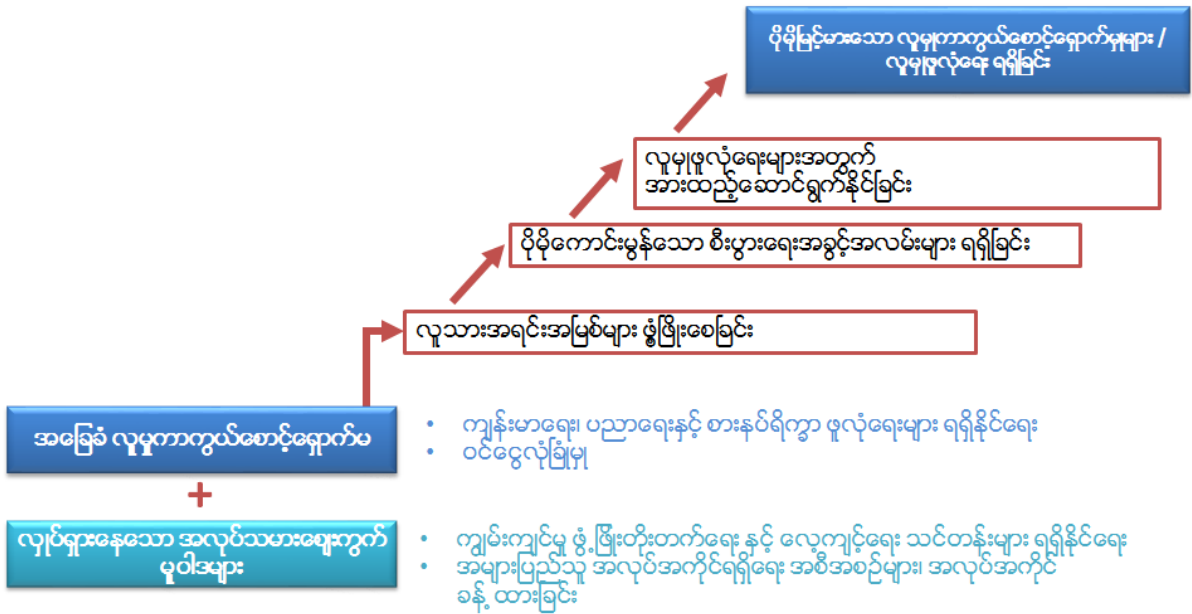 ပိုမိုမြင့်မားသော လူမှုကာကွယ်စောင့်ရှောက်မှုများ /
လူမှုဖူလုံရေး ရရှိခြင်း
လူမှုဖူလုံရေးများအတွက်
အားထည့်ဆောင်ရွက်နိုင်ခြင်း
ပိုမိုကောင်းမွန်သော စီးပွားရေးအခွင့်အလမ်းများ ရရှိခြင်း
လူသားအရင်းအမြစ်များ ဖွံ့ဖြိုးစေခြင်း
အခြေခံ လူမှုကာကွယ်စောင့်ရှောက်မ
• ကျန်းမာရေး၊ ပညာရေးနှင့် စားနပ်ရိက္ခာ ဖူလုံရေးများ ရရှိနိုင်ရေး
• ဝင်ငွေလုံခြုံမှု
+
လှုပ်ရှားနေသော အလုပ်သမားဈေးကွက်
မူဝါဒများ
• ကျွမ်းကျင်မှု ဖွံ့ဖြိုးတိုးတက်ရေး နှင့် လေ့ကျင့်ရေး သင်တန်းများ ရရှိနိုင်ရေး
• အများပြည်သူ အလုပ်အကိုင်ရရှိရေး အစီအစဉ်များ၊ အလုပ်အကိုင်
ခန့် ထားခြင်း